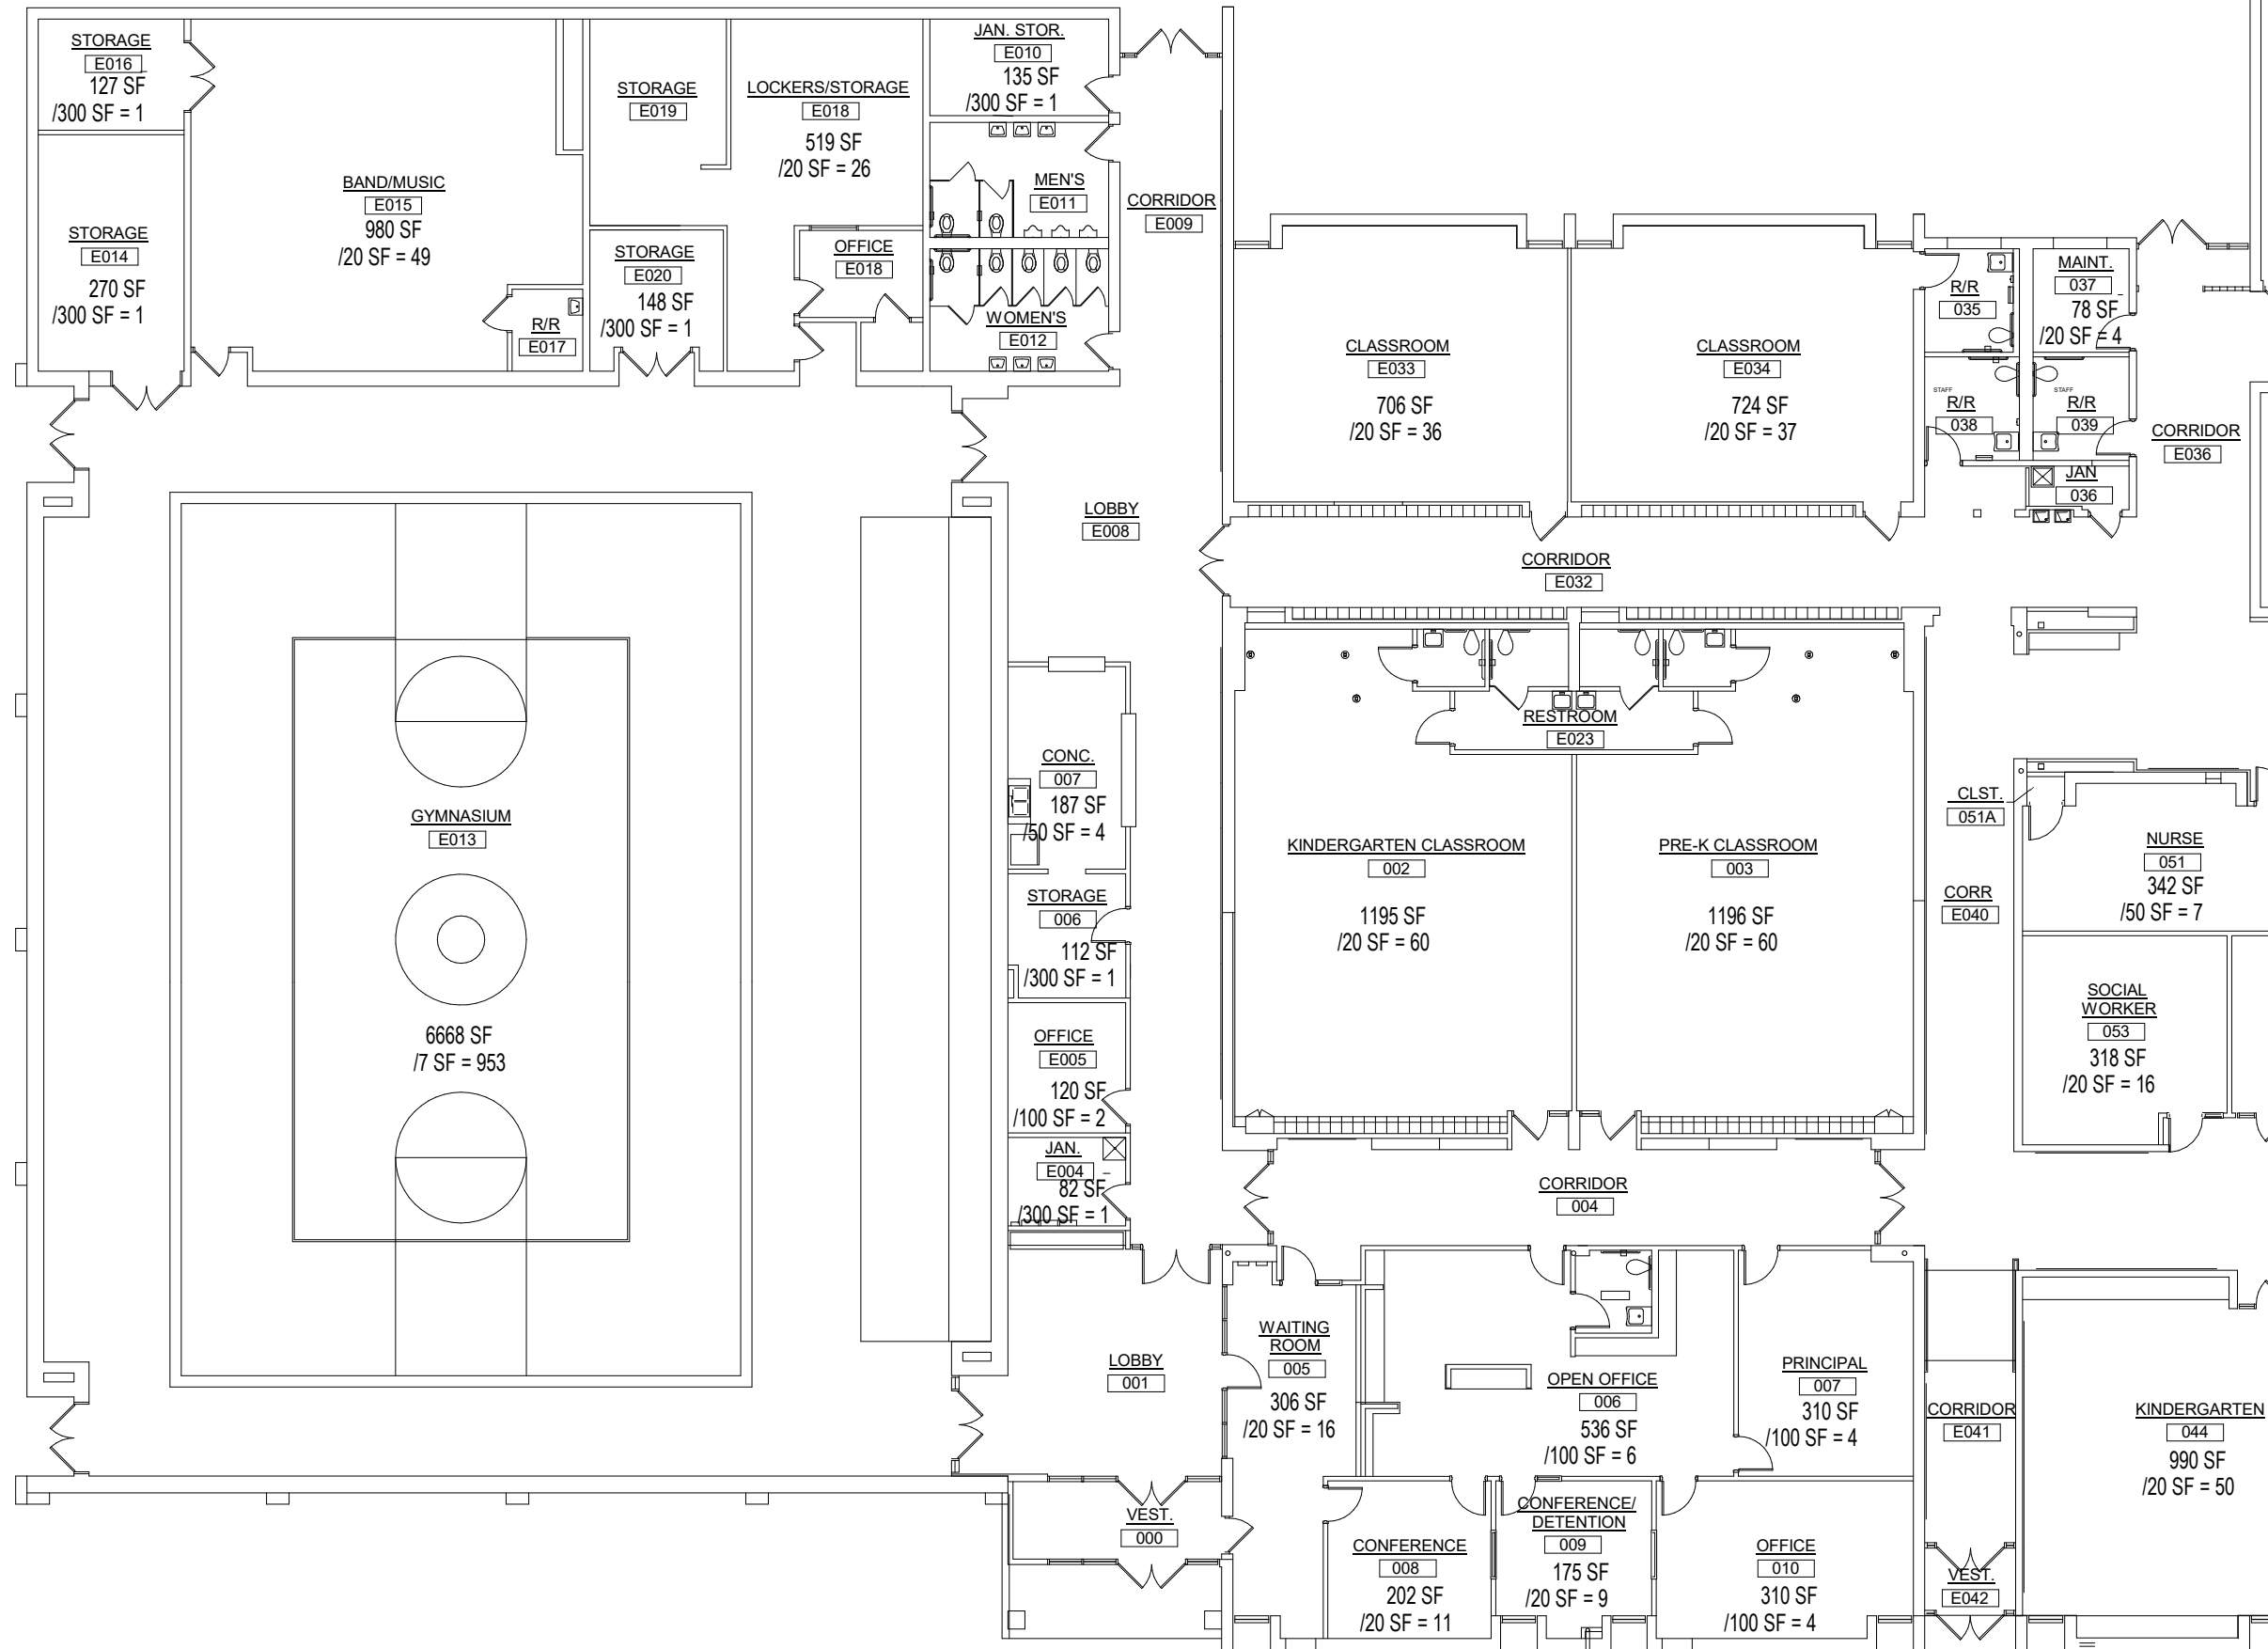 STORAGE
E016
127 SF
/300 SF = 1
STORAGE
E014
270 SF
/300 SF = 1
BAND/MUSIC
E015
980 SF
/20 SF = 49
R/R
E017
STORAGE
E019
LOCKERS/STORAGE
E018
519 SF
/20 SF = 26
STORAGE
E020
148 SF
/300 SF = 1
OFFICE
E018
JAN. STOR.
E010
135 SF
/300 SF = 1
MEN'S
E011
WOMEN'S
E012
CORRIDOR
E009
LOBBY
E008
CLASSROOM
E033
706 SF
/20 SF = 36
CLASSROOM
E034
724 SF
/20 SF = 37
R/R
035
MAINT.
037
78 SF
/20 SF = 4
STAFF
R/R
038
STAFF
R/R
039
JAN
036
CORRIDOR
E036
CORRIDOR
E032
GYMNASIUM
E013
6668 SF
/7 SF = 953
CONC.
007
187 SF
/50 SF = 4
STORAGE
006
112 SF
/300 SF = 1
OFFICE
E005
120 SF
/100 SF = 2
JAN.
E004
82 SF
/300 SF = 1
RESTROOM
E023
KINDERGARTEN CLASSROOM
002
1195 SF
/20 SF = 60
PRE-K CLASSROOM
003
1196 SF
/20 SF = 60
CLST.
051A
CORR
E040
NURSE
051
342 SF
/50 SF = 7
SOCIAL
WORKER
053
318 SF
/20 SF = 16
CORRIDOR
004
LOBBY
001
WAITING
ROOM
005
306 SF
/20 SF = 16
OPEN OFFICE
006
536 SF
/100 SF = 6
PRINCIPAL
007
310 SF
/100 SF = 4
CORRIDOR
E041
KINDERGARTEN
044
990 SF
/20 SF = 50
VEST.
000
CONFERENCE
008
202 SF
/20 SF = 11
CONFERENCE/
DETENTION
009
175 SF
/20 SF = 9
OFFICE
010
310 SF
/100 SF = 4
VEST.
E042